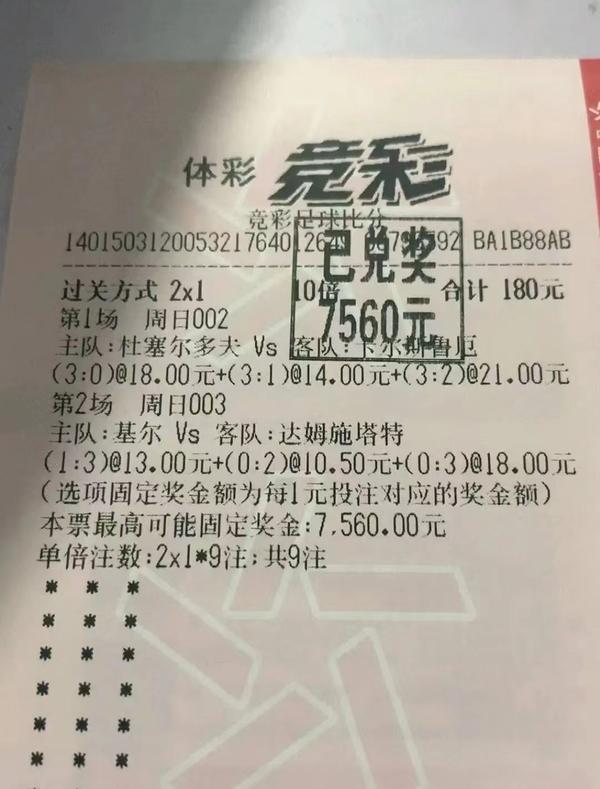 体彩 竞彩
竞彩足球比分
BA1B88AB
已兑奖
7560元
过关方式 2x1 10倍 合计 180元
第1场 周日002
主队:杜塞尔多夫 Vs 客队:卡尔斯鲁厄
(3:0)@18.00元+(3:1)@14.00元+(3:2)@21.00元
第2场 周日003
主队:基尔 Vs 客队:达姆施塔特
(1:3)@13.00元+(0:2)@10.50元+(0:3)@18.00元
(选项固定奖金额为每1元投注对应的奖金额)
本票最高可能固定奖金:7,560.00元
单倍注数:2x1*9注;共9注
* * *
* * *
* * *
* * *
* * *
* * *